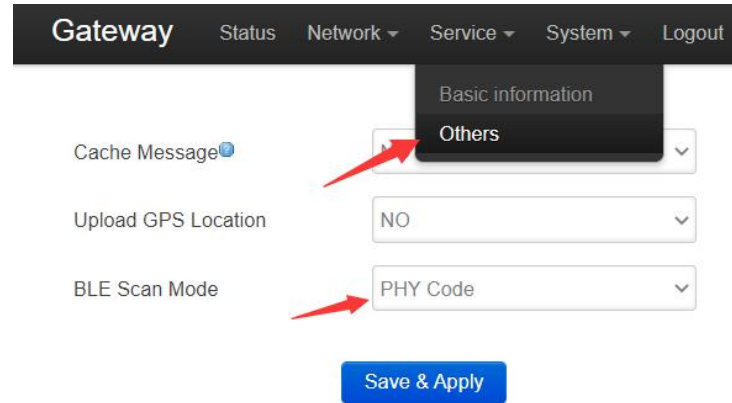 Gateway Status Network Service System Logout
Basic information
Others
Cache Message
Upload GPS Location NO
BLE Scan Mode PHY Code
Save & Apply